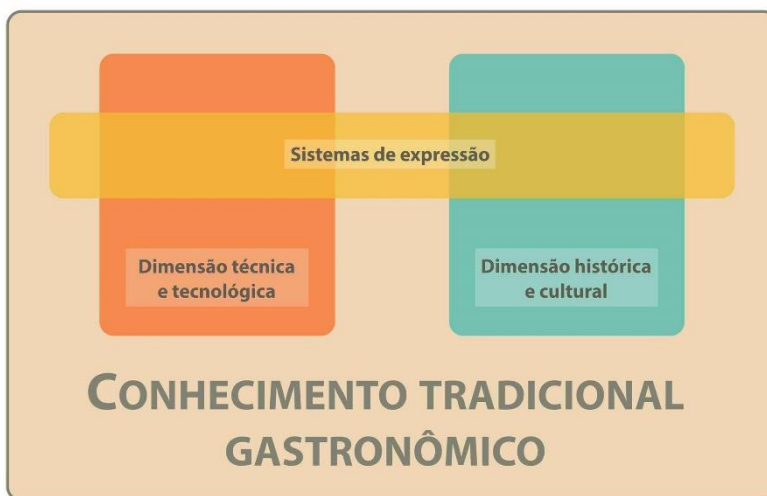 Sistemas de expressão
Dimensão técnica
e tecnológica
Dimensão histórica
e cultural
CONHECIMENTO TRADICIONAL
GASTRONÔMICO